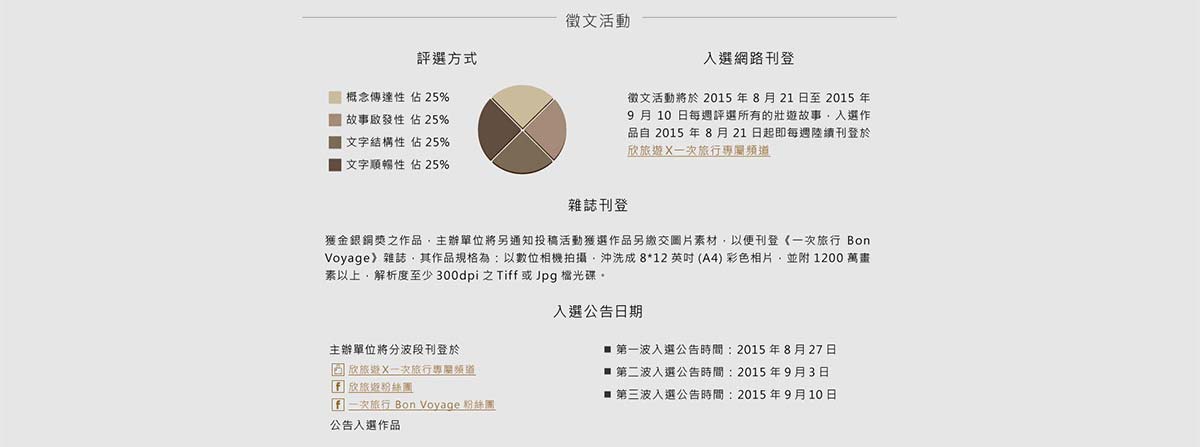 徵文活動
評選方式
概念傳達性 佔 25%
故事啟發性 佔 25%
文字結構性 佔 25%
文字順暢性 佔 25%
入選網路刊登
徵文活動將於 2015 年 8 月 21 日至 2015 年
9 月 10 日每週評選所有的壯遊故事，入選作
品自 2015 年 8 月 21 日起即每週陸續刊登於
欣旅遊X一次旅行專屬頻道
雜誌刊登
獲金銀銅獎之作品，主辦單位將另通知投稿活動獲選作品另繳交圖片素材，以便刊登《一次旅行 Bon
Voyage》雜誌，其作品規格為：以數位相機拍攝，沖洗成 8*12 英吋 (A4) 彩色相片，並附 1200 萬畫
素以上，解析度至少 300dpi 之 Tiff 或 Jpg 檔光碟。
入選公告日期
主辦單位將分波段刊登於
欣旅遊X一次旅行專屬頻道
欣旅遊粉絲團
一次旅行 Bon Voyage 粉絲團
公告入選作品
第一波入選公告時間：2015 年 8 月 27 日
第二波入選公告時間：2015 年 9 月 3 日
第三波入選公告時間：2015 年 9 月 10 日